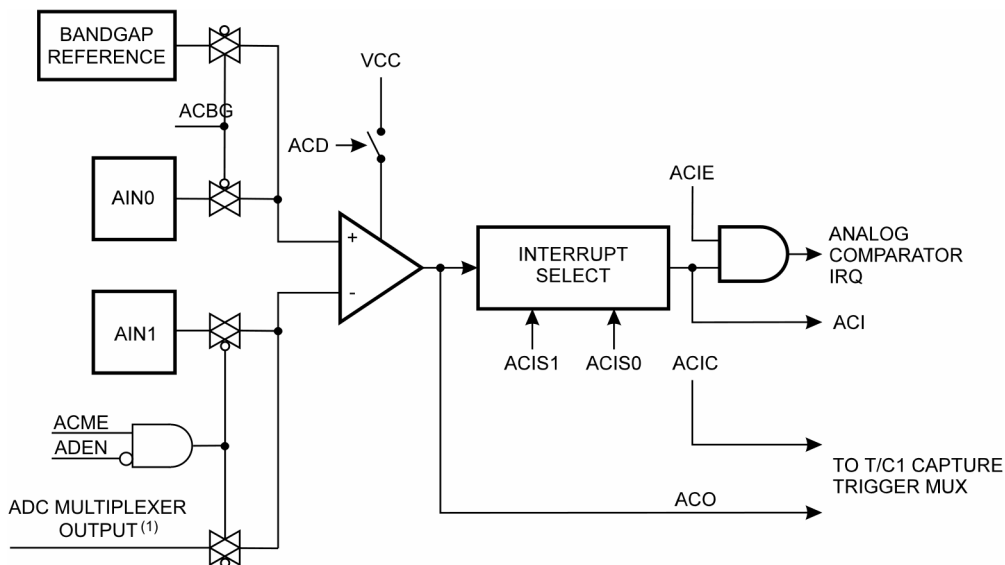 BANDGAP
REFERENCE
VCC
ACBG
ACD
AIN0
ACIE
+
-
INTERRUPT
SELECT
ANALOG
COMPARATOR
IRQ
AIN1
ACI
ACIS1
ACIS0
ACIC
ACME
ADEN
TO T/C1 CAPTURE
TRIGGER MUX
ADC MULTIPLEXER
OUTPUT (1)
ACO